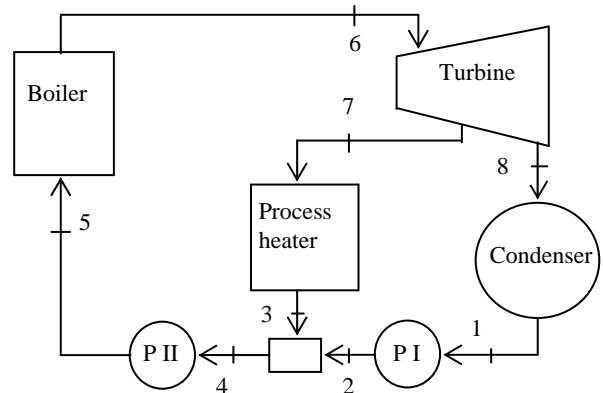 6
Turbine
Boiler
7
8
Process
heater
5
Condenser
3
1
P II
P I
4
2